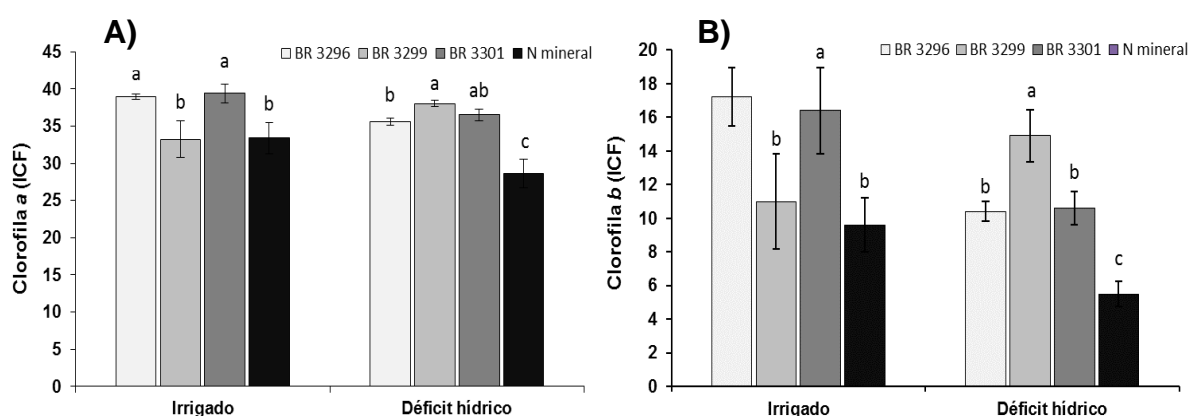 A)
BR 3296 BR 3299 BR 3301 N mineral
Clorofila a (ICF)
45
40
35
30
25
20
15
10
5
0
a b a b
b a ab c
Irrigado Déficit hídrico
B)
BR 3296 BR 3299 BR 3301 N mineral
Clorofila b (ICF)
20
18
16
14
12
10
8
6
4
2
0
b a b
b a b c
Irrigado Déficit hídrico